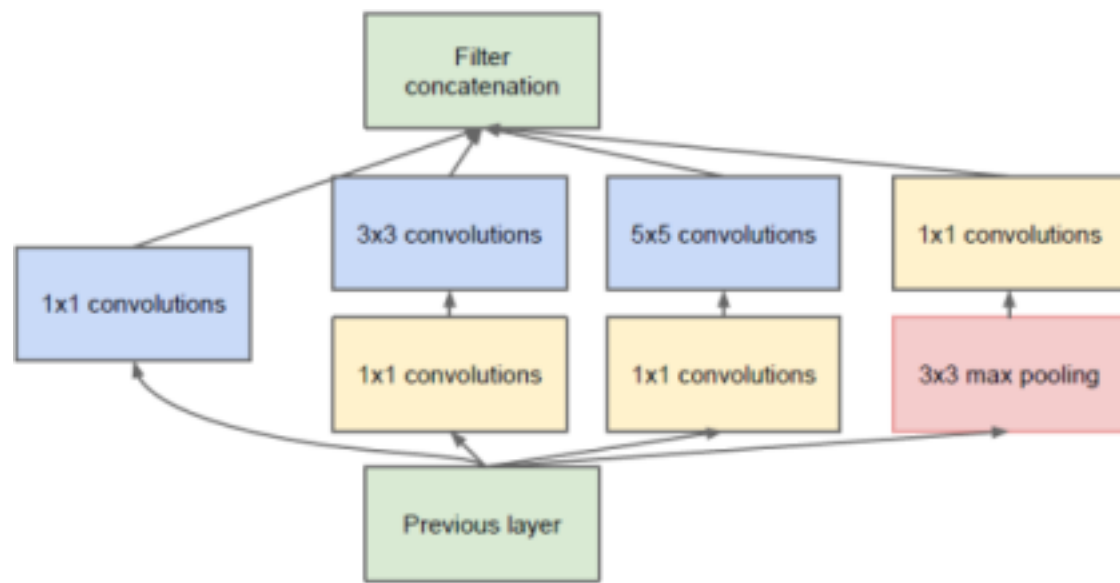 Filter
concatenation
3x3 convolutions
5x5 convolutions
1x1 convolutions
1x1 convolutions
1x1 convolutions
1x1 convolutions
3x3 max pooling
Previous layer